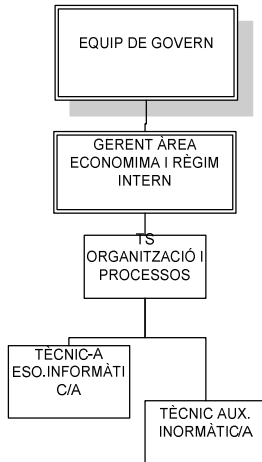 EQUIP DE GOVERN
GERENT ÀREA
ECONOMIMA I RÈGIM
INTERN
TS
ORGANITZACIÓ I
PROCESSOS
TÈCNIC-A
ESO.INFORMÀTI
C/A
TÈCNIC AUX.
INORMÀTIC/A